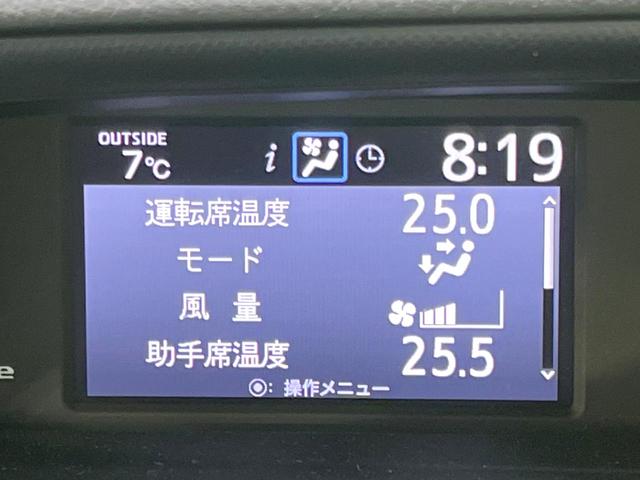 OUTSIDE
7℃
i
8:19
運転席温度 25.0
モード
風 量
助手席温度 25.5
◉: 操作メニュー
e